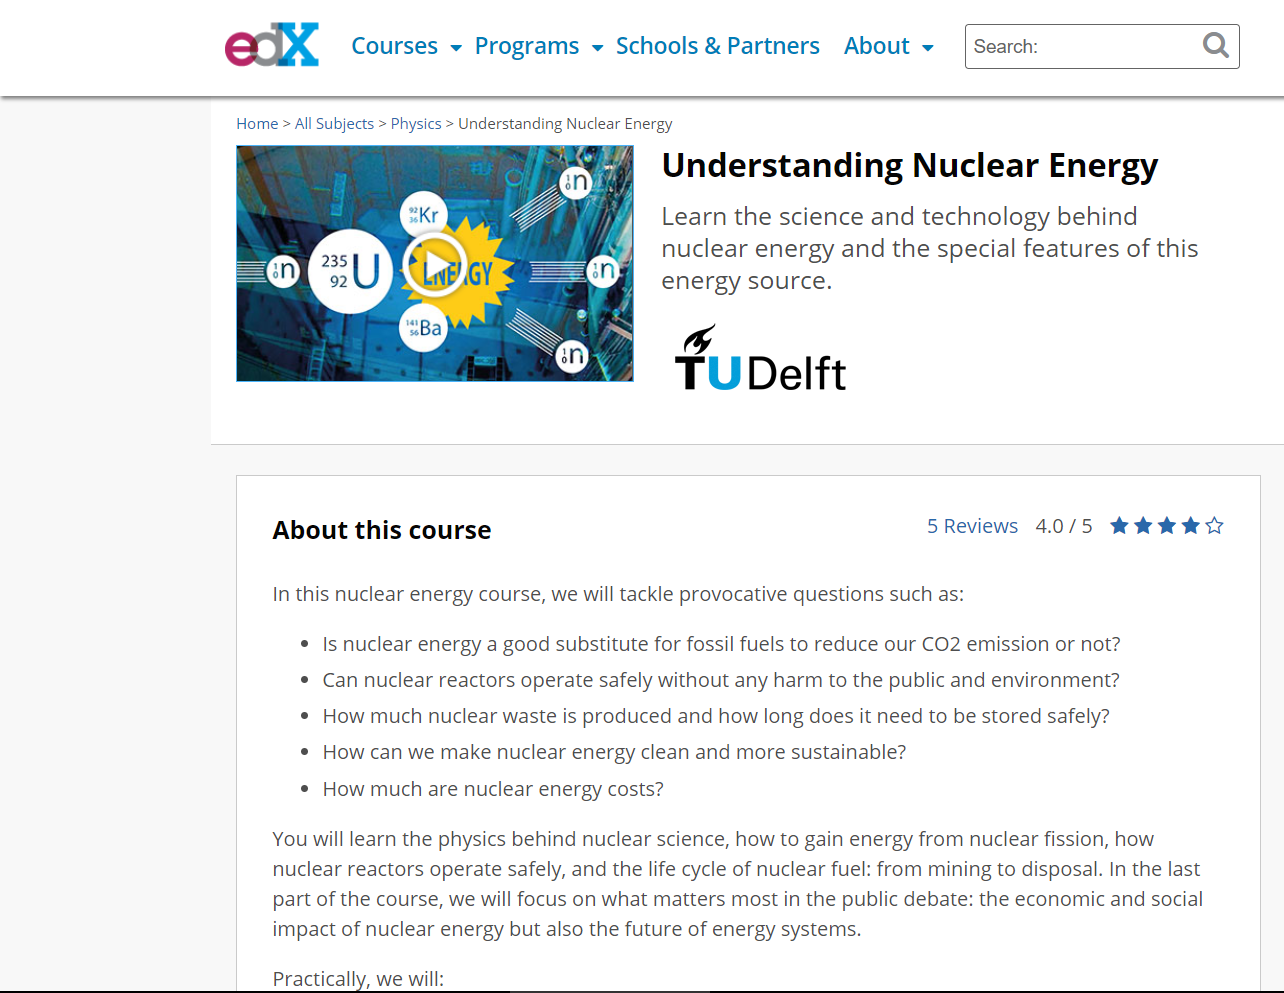 edX Courses Programs Schools & Partners About Search:
Home > All Subjects > Physics > Understanding Nuclear Energy
1 0 n
235 92 U
92 36 Kr
ENERGY
141 56 Ba
1 0 n
1 0 n
1 0 n
Understanding Nuclear Energy
Learn the science and technology behind
nuclear energy and the special features of this
energy source.
TU Delft
About this course
5 Reviews 4.0 / 5
In this nuclear energy course, we will tackle provocative questions such as:
• Is nuclear energy a good substitute for fossil fuels to reduce our CO2 emission or not?
• Can nuclear reactors operate safely without any harm to the public and environment?
• How much nuclear waste is produced and how long does it need to be stored safely?
• How can we make nuclear energy clean and more sustainable?
• How much are nuclear energy costs?
You will learn the physics behind nuclear science, how to gain energy from nuclear fission, how
nuclear reactors operate safely, and the life cycle of nuclear fuel: from mining to disposal. In the last
part of the course, we will focus on what matters most in the public debate: the economic and social
impact of nuclear energy but also the future of energy systems.
Practically, we will: